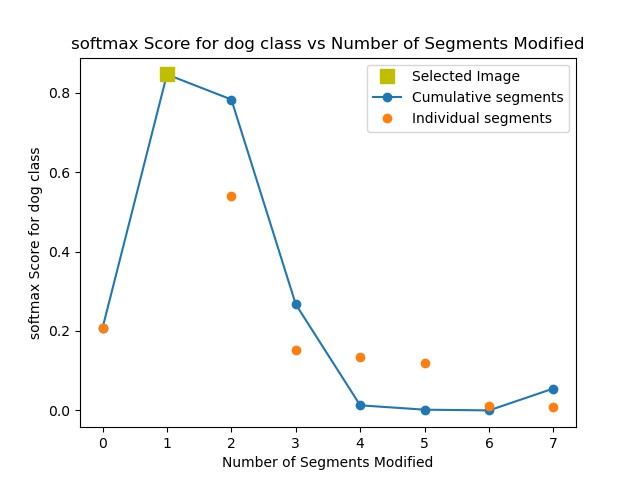 softmax Score for dog class vs Number of Segments Modified
Selected Image
Cumulative segments
Individual segments
softmax Score for dog class
0.8
0.6
0.4
0.2
0.0
0 1 2 3 4 5 6 7
Number of Segments Modified